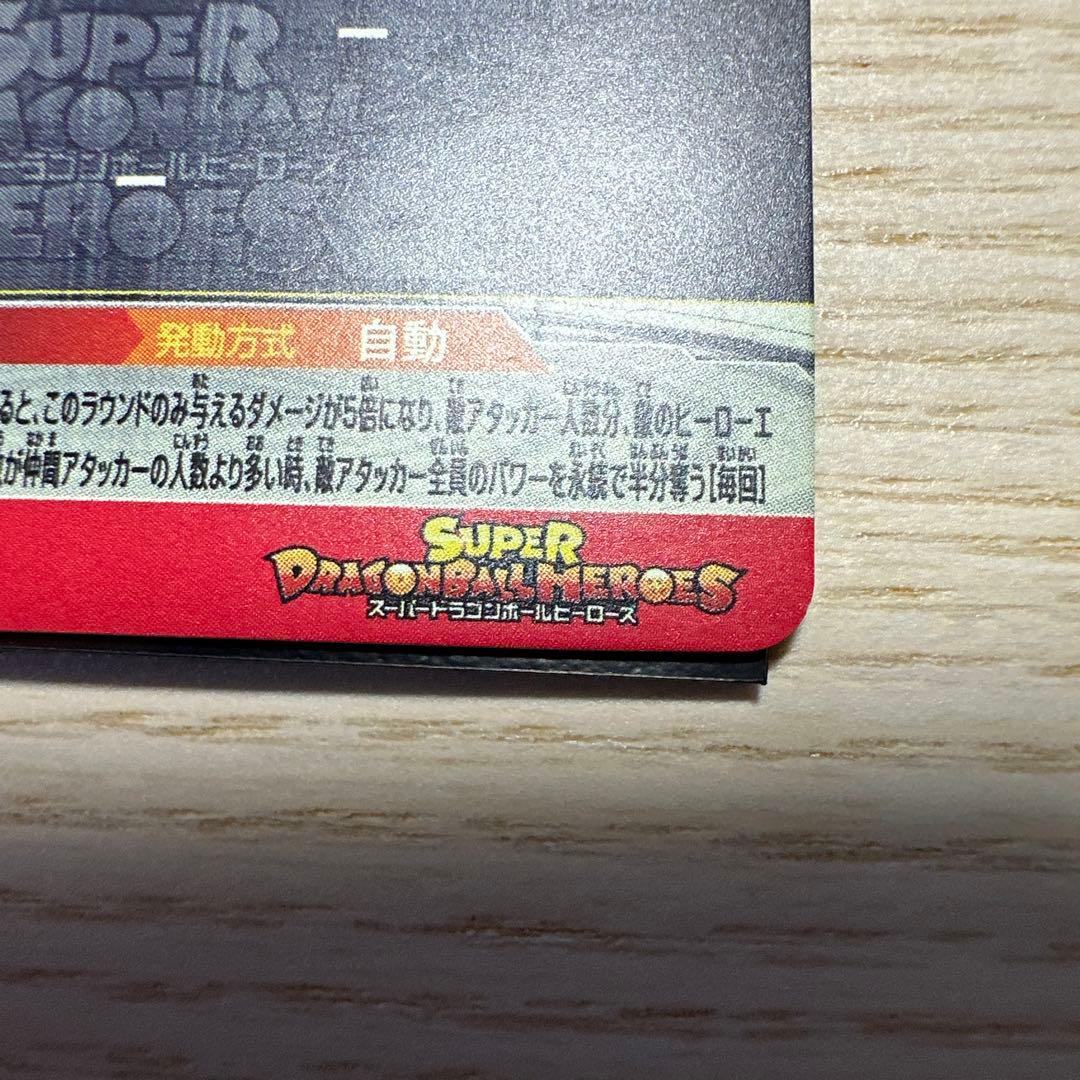 SUPER
ドラゴンボールヒーロー
HEROES
発動方式 自動
ると、このラウンドのみ与えるダメージが5倍になり、敵アタッカー人数分、敵のヒーローエ
が仲間アタッカーの人数より多い時、敵アタッカー全員のパワーを永続で半分奪う[毎回]
SUPER
DRAGONBALL HEROES
スーパードラゴンボールヒーローズ